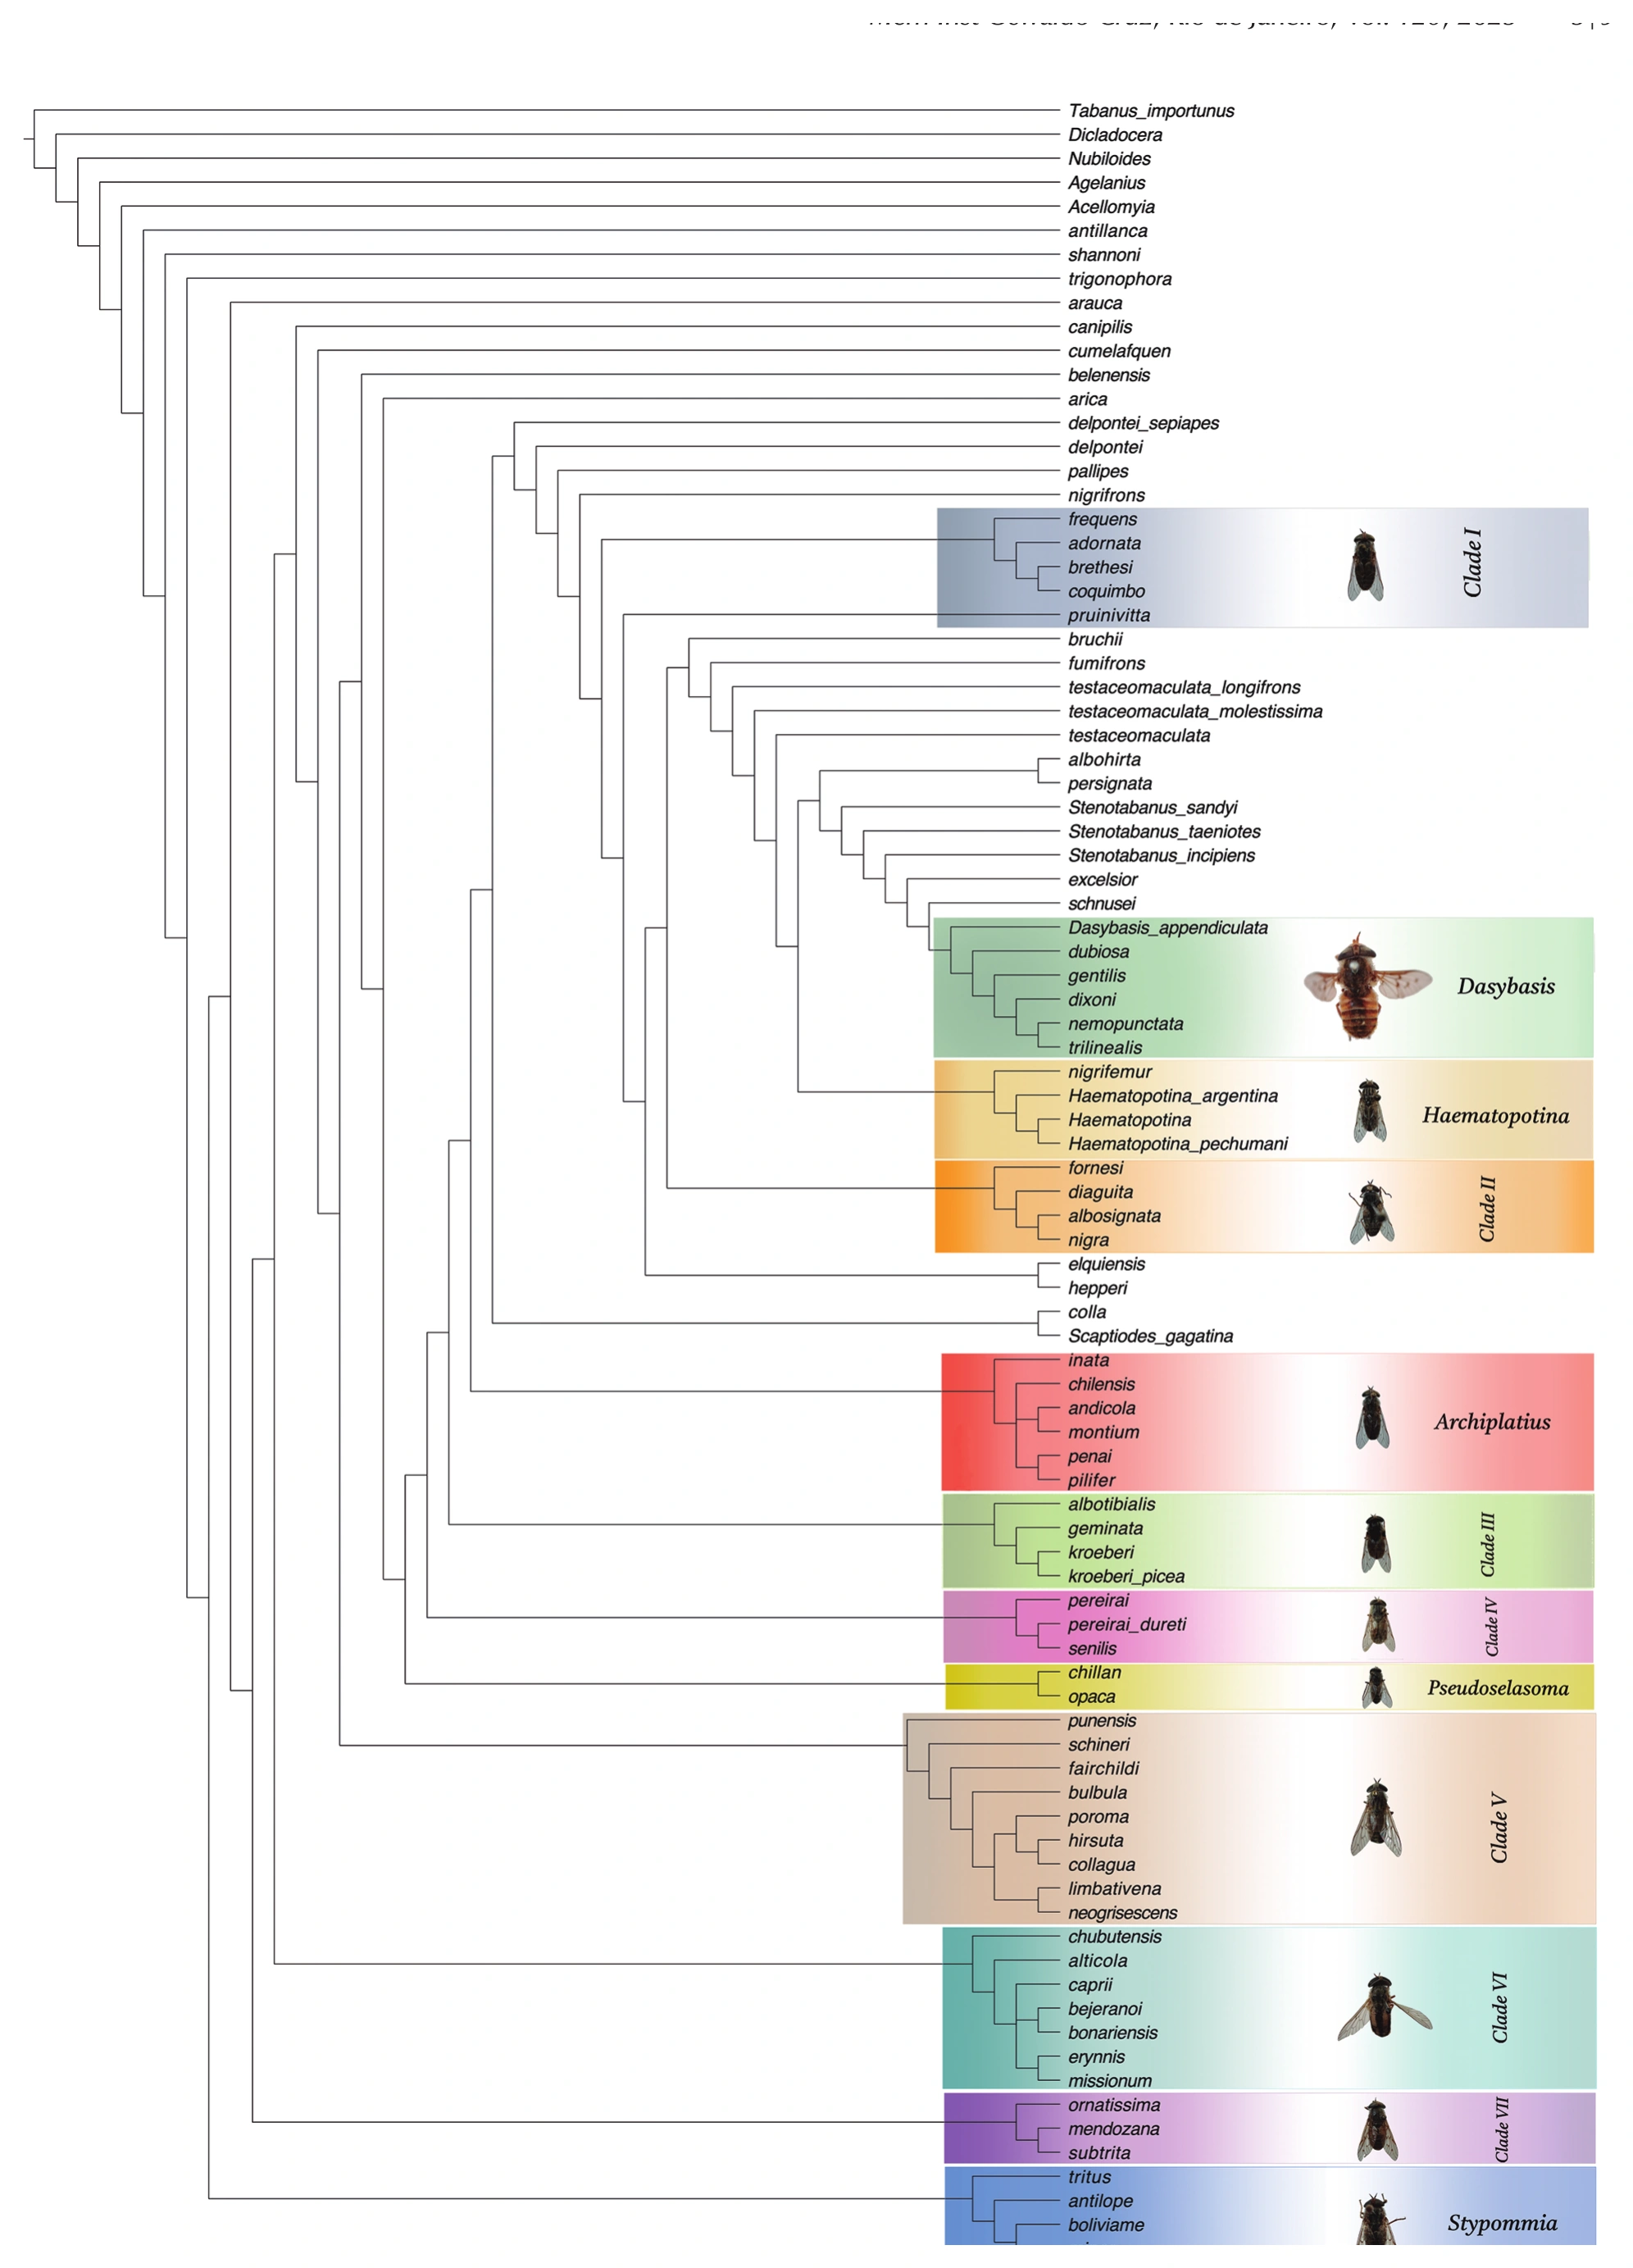 Tabanus_importunus
Dicladocera
Nubiloides
Agelanius
Acellomyia
antillanca
shannoni
trigonophora
arauca
canipilis
cumelafquen
belenensis
arica
delpontei_sepiapes
delpontei
pallipes
nigrifrons
frequens
adornata
brethesi
coquimbo
pruinivitta
Clade I
bruchii
fumifrons
testaceomaculata_longifrons
testaceomaculata_molestissima
testaceomaculata
albohirta
persignata
Stenotabanus_sandyi
Stenotabanus_taeniotes
Stenotabanus_incipiens
excelsior
schnusei
Dasybasis_appendiculata
dubiosa
gentilis
dixoni
nemopunctata
trilinealis
Dasybasis
nigrifemur
Haematopotina_argentina
Haematopotina
Haematopotina_pechumani
Haematopotina
fornesi
diaguita
albosignata
nigra
Clade II
elquiensis
hepperi
colla
Scaptiodes_gagatina
inata
chilensis
andicola
montium
penai
pilifer
Archiplatius
albotibialis
geminata
kroeberi
kroeberi_picea
Clade III
pereirai
pereirai_dureti
senilis
Clade IV
chillan
opaca
Pseudoselasoma
punensis
schineri
fairchildi
bulbula
poroma
hirsuta
collagua
limbativena
neogrisescens
Clade V
chubutensis
alticola
caprii
bejeranoi
bonariensis
erynnis
missionum
Clade VI
ornatissima
mendozana
subtrita
Clade VII
tritus
antilope
boliviame
Stypommia